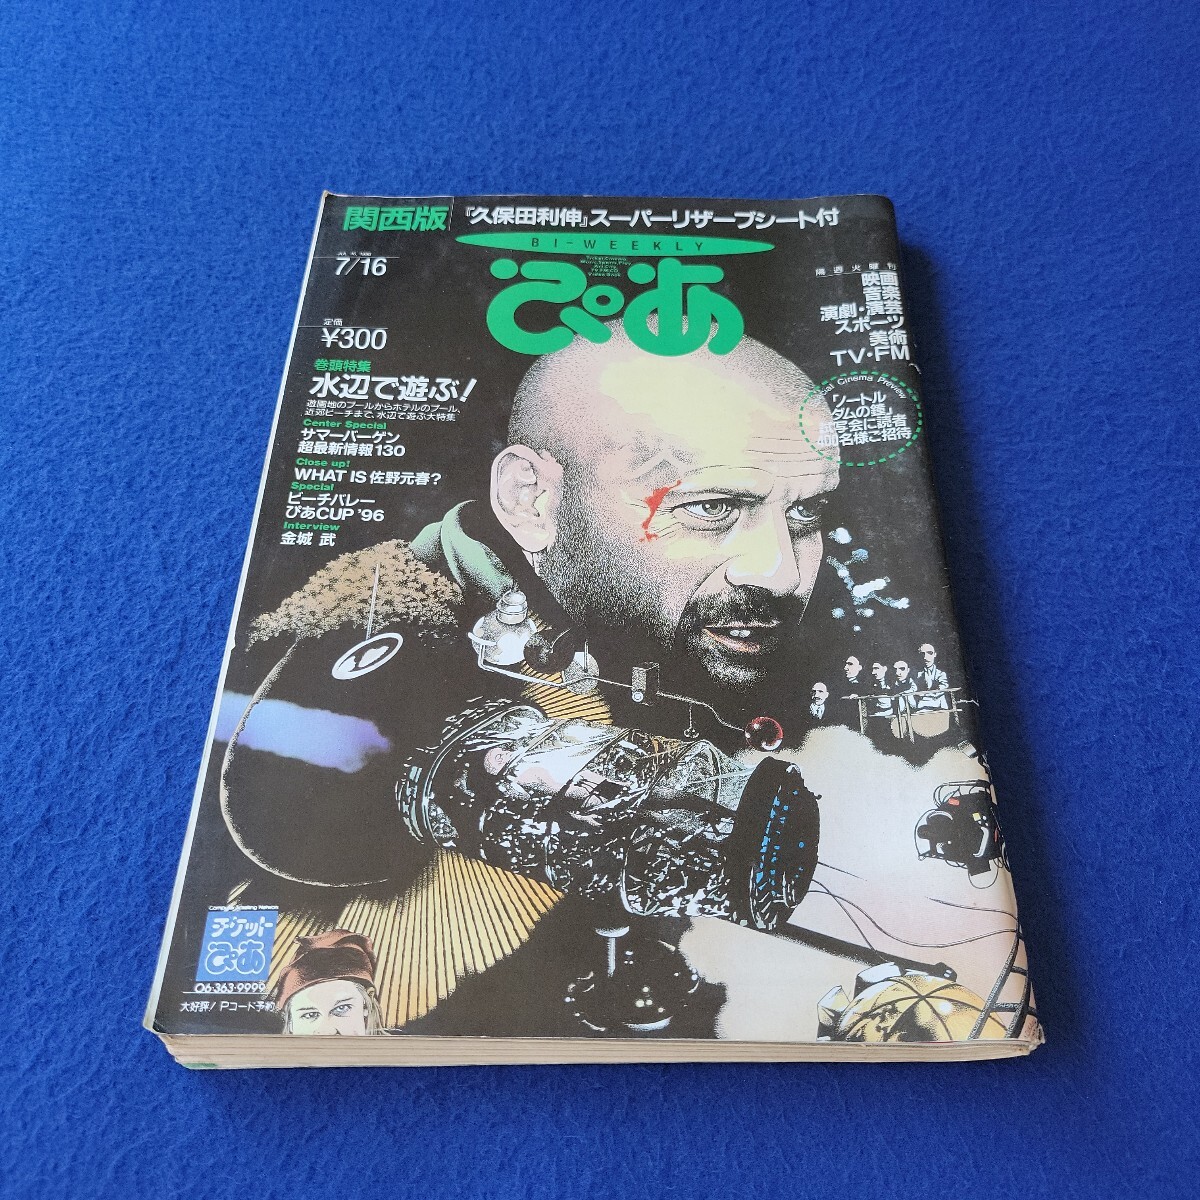 関西版
『久保田利伸』スーパーリザーブシート付
BI-WEEKLY
JUL. 16, 1996
7/16
ぴあ
隔週火曜刊
映画
音楽
演劇・演芸
スポーツ
美術
TV・FM
定価
¥300
巻頭特集
水辺で遊ぶ!
遊園地のプールからホテルのプール、
近郊ビーチまで、水辺で遊ぶ大特集
Center Special
サマーバーゲン
超最新情報130
Close up!
WHAT IS 佐野元春?
Special
ビーチバレー
ぴあCUP '96
Interview
金城 武
Cinema Preview
「ノートル
ダムの鐘」
試写会に読者
400名様ご招待
チケット
ぴあ
06・363・9999
大好評! Pコード予約